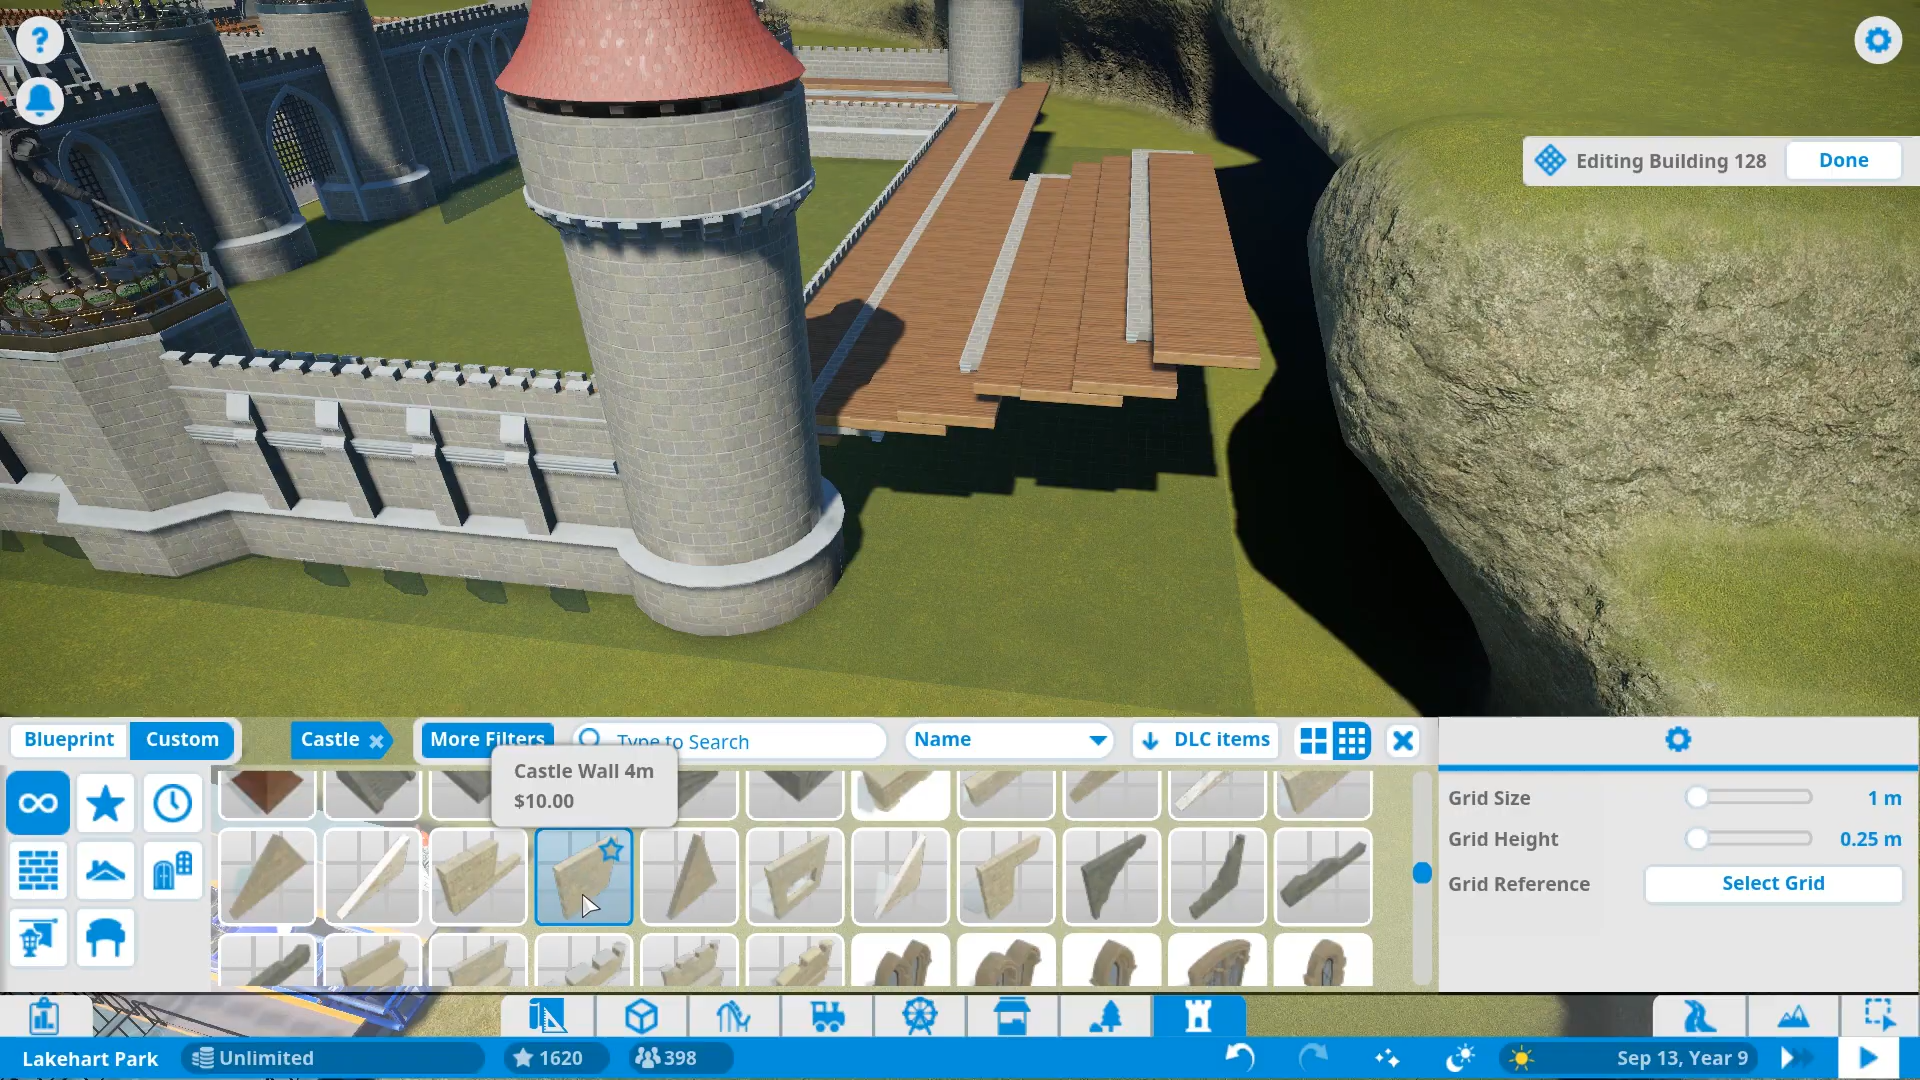 ?
Editing Building 128
Done
Blueprint
Custom
Castle
More Filters
Type to Search
Name
DLC items
Castle Wall 4m
$10.00
Grid Size
1 m
Grid Height
0.25 m
Grid Reference
Select Grid
Lakehart Park
Unlimited
1620
398
Sep 13, Year 9